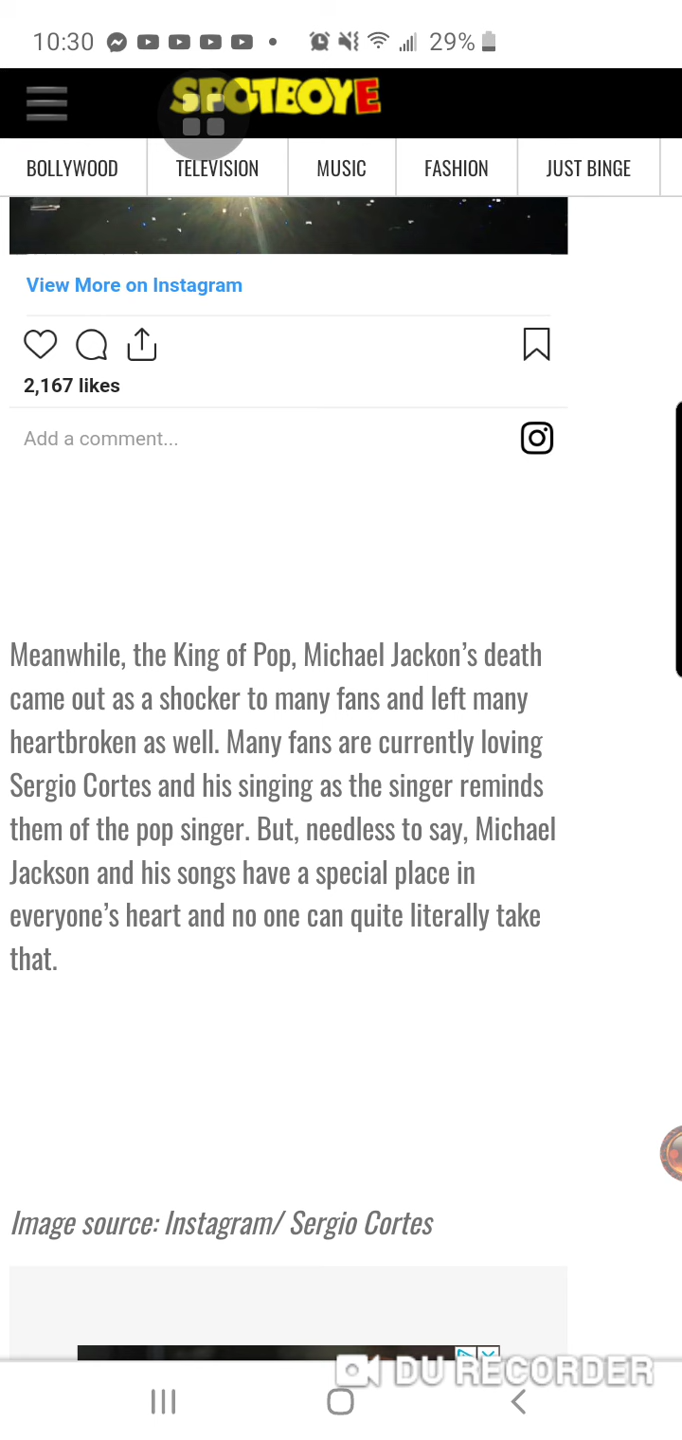 10:30 29%
SPOTBOYE
BOLLYWOOD TELEVISION MUSIC FASHION JUST BINGE
View More on Instagram
2,167 likes
Add a comment...
Meanwhile, the King of Pop, Michael Jackon’s death
came out as a shocker to many fans and left many
heartbroken as well. Many fans are currently loving
Sergio Cortes and his singing as the singer reminds
them of the pop singer. But, needless to say, Michael
Jackson and his songs have a special place in
everyone’s heart and no one can quite literally take
that.
Image source: Instagram/ Sergio Cortes
DU RECORDER